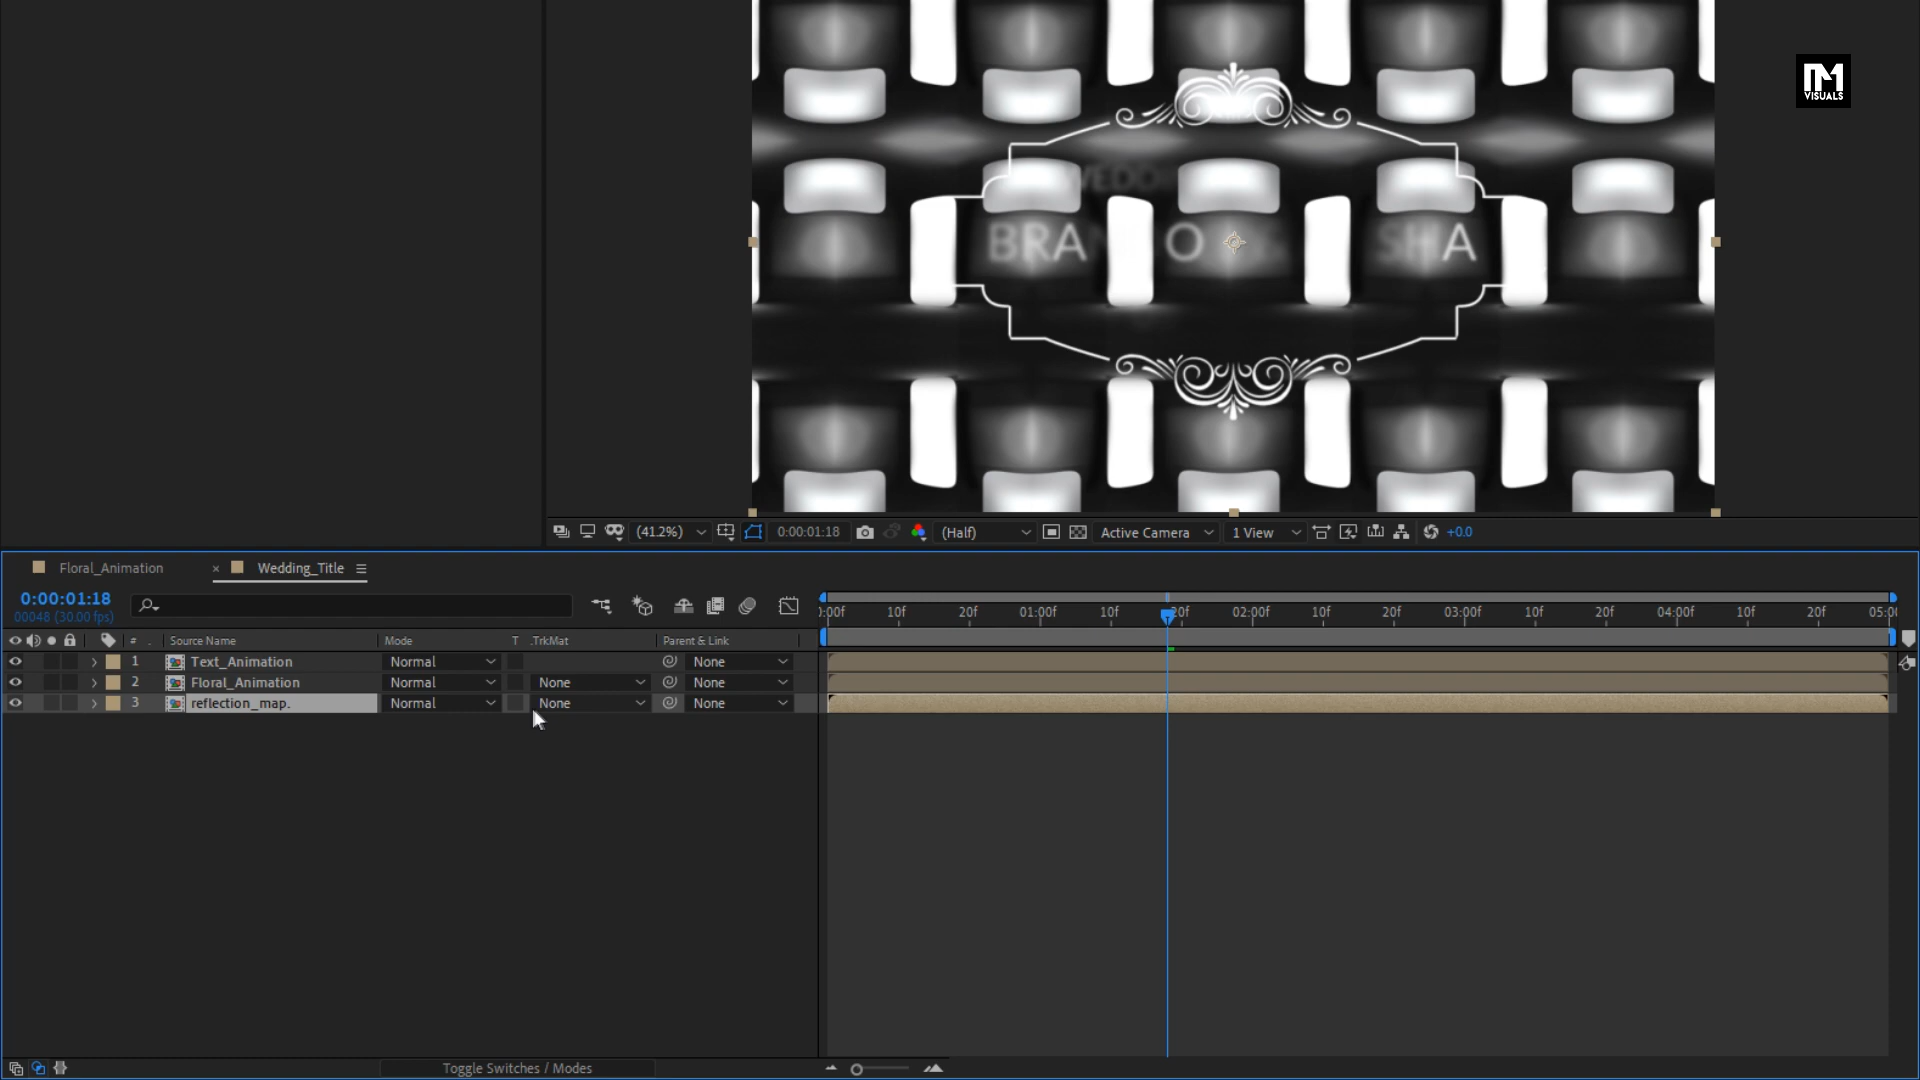 M
VISUALS
WEDD
BRAN O & SHA
(41.2%)
0:00:01:18
(Half)
Active Camera
1 View
+0.0
Floral_Animation
× Wedding_Title
0:00:01:18
00048 (30.00 fps)
):00f 10f 20f 01:00f 10f 20f 02:00f 10f 20f 03:00f 10f 20f 04:00f 10f 20f 05:0
# . Source Name Mode T .TrkMat Parent & Link
1 Text_Animation Normal None
2 Floral_Animation Normal None None
3 reflection_map. Normal None None
Toggle Switches / Modes